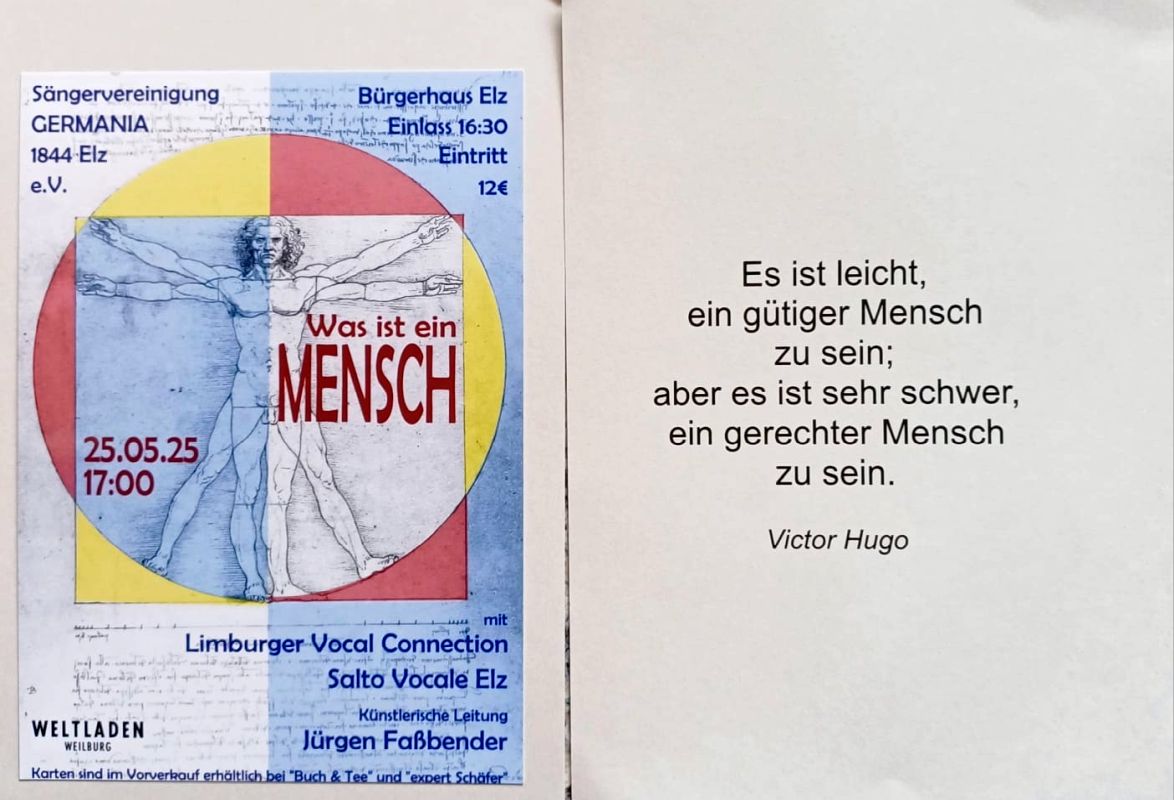 Sängervereinigung
GERMANIA
1844 Elz
e.V.
Bürgerhaus Elz
Einlass 16:30
Eintritt
12€
Was ist ein
MENSCH
25.05.25
17:00
mit
Limburger Vocal Connection
Salto Vocale Elz
Künstlerische Leitung
Jürgen Faßbender
WELTLADEN
WEILBURG
Karten sind im Vorverkauf erhältlich bei "Buch & Tee" und "expert Schäfer"
Es ist leicht,
ein gütiger Mensch
zu sein;
aber es ist sehr schwer,
ein gerechter Mensch
zu sein.
Victor Hugo